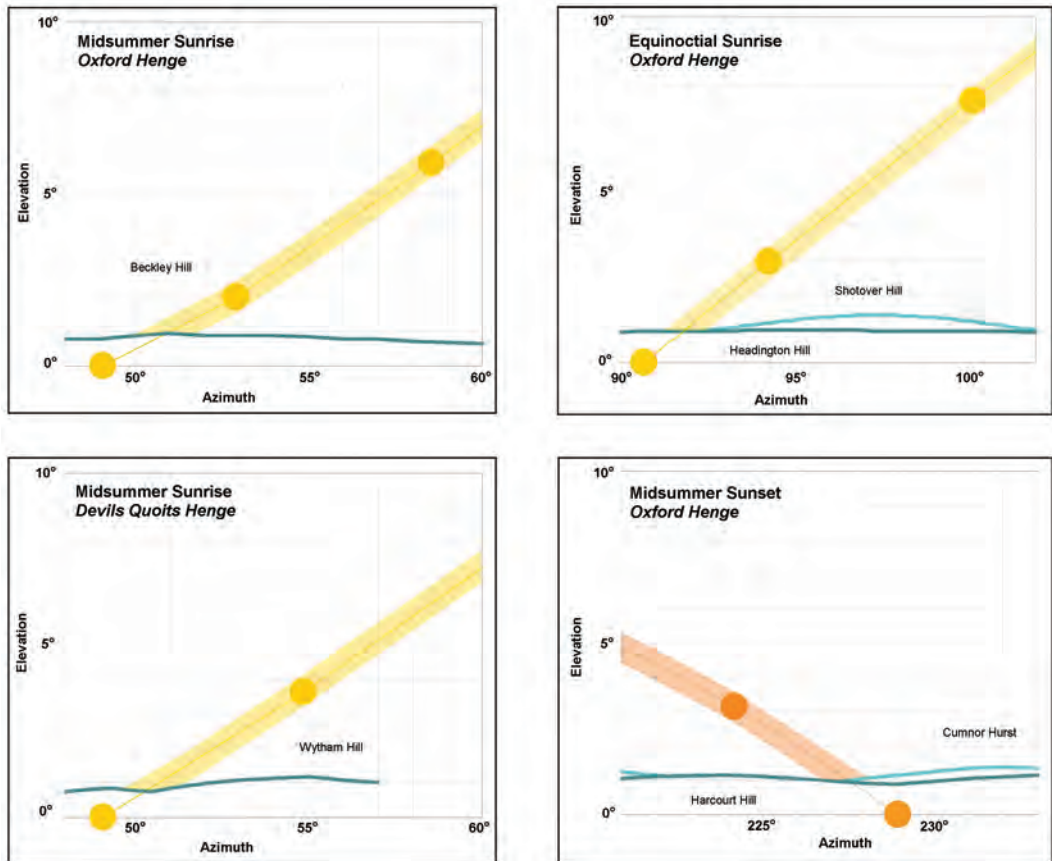 10°
Midsummer Sunrise
Oxford Henge
Elevation
5°
Beckley Hill
0°
50°
55°
60°
Azimuth
10°
Equinoctial Sunrise
Oxford Henge
Elevation
5°
Shotover Hill
Headington Hill
0°
90°
95°
100°
Azimuth
10°
Midsummer Sunrise
Devils Quoits Henge
Elevation
5°
Wytham Hill
0°
50°
55°
60°
Azimuth
10°
Midsummer Sunset
Oxford Henge
Elevation
5°
Cumnor Hurst
Harcourt Hill
0°
225°
230°
Azimuth